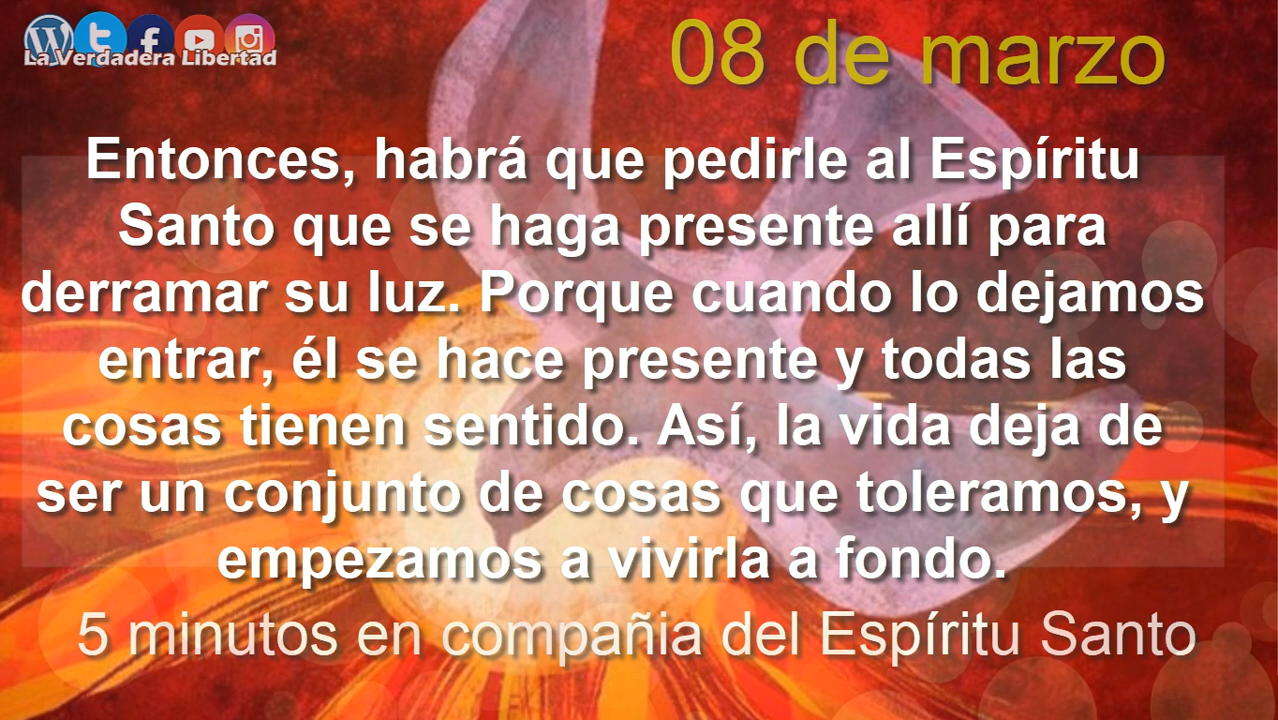 La Verdadera Libertad
08 de marzo
Entonces, habrá que pedirle al Espíritu
Santo que se haga presente allí para
derramar su luz. Porque cuando lo dejamos
entrar, él se hace presente y todas las
cosas tienen sentido. Así, la vida deja de
ser un conjunto de cosas que toleramos, y
empezamos a vivirla a fondo.
5 minutos en compañia del Espíritu Santo